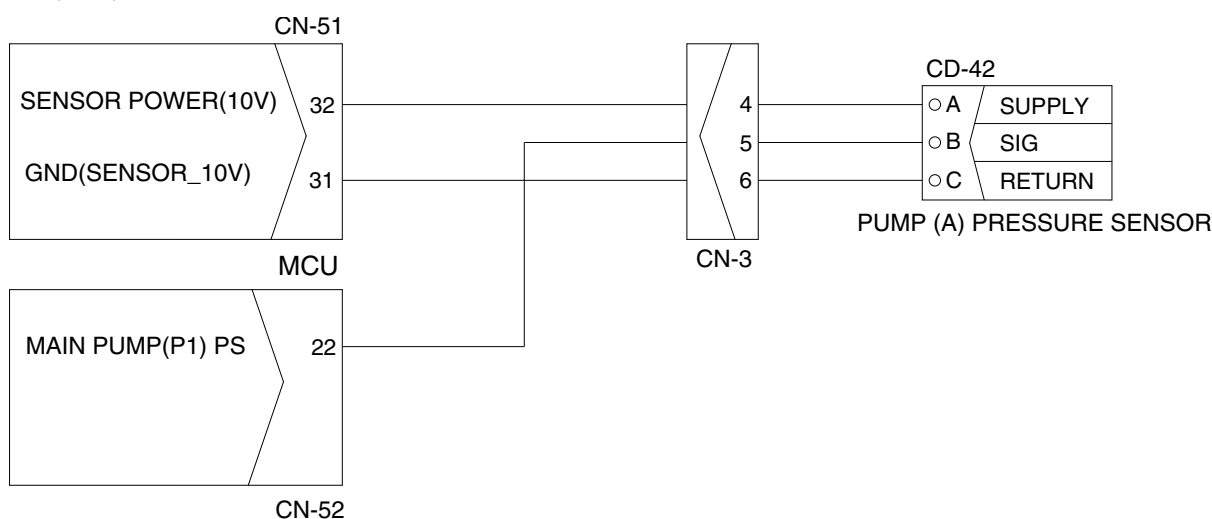 CN-51
CD-42
SENSOR POWER(10V) 32 4 A SUPPLY
5 B SIG
GND(SENSOR_10V) 31 6 C RETURN
PUMP (A) PRESSURE SENSOR
CN-3
MCU
MAIN PUMP(P1) PS 22
CN-52